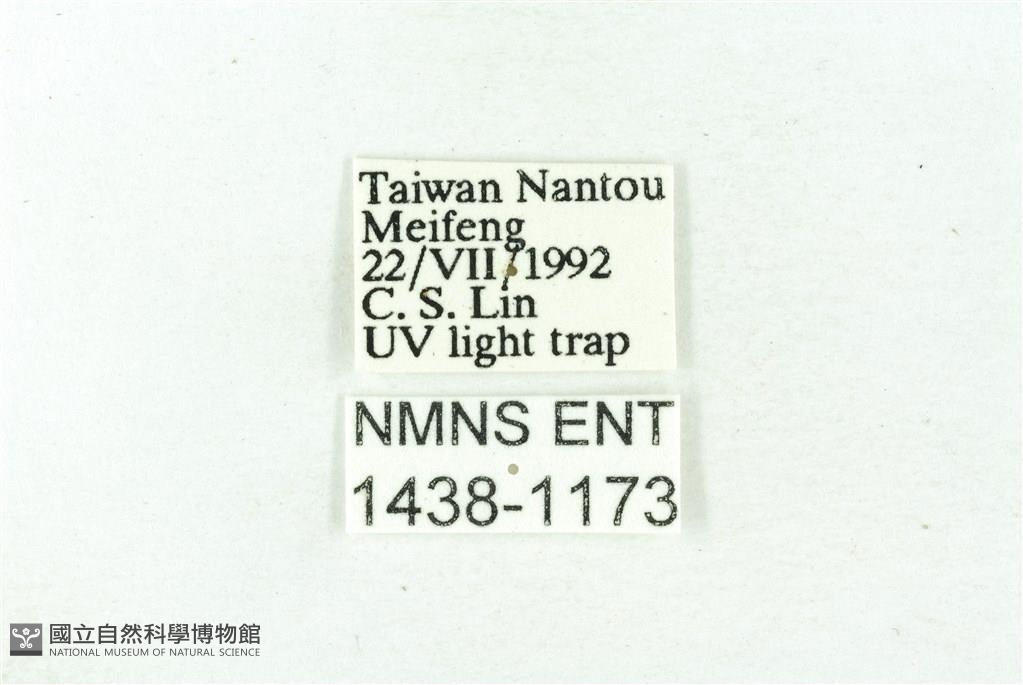 Taiwan Nantou
Meifeng
22/VII/1992
C. S. Lin
UV light trap
NMNS ENT
1438-1173
國立自然科學博物館
NATIONAL MUSEUM OF NATURAL SCIENCE